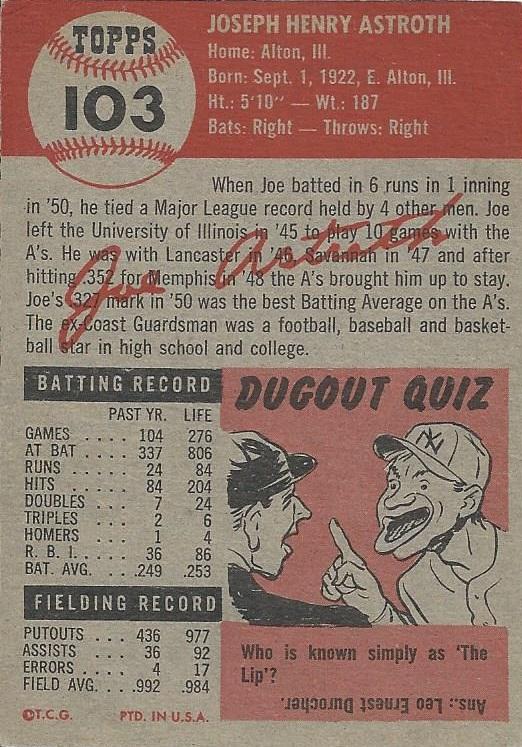 TOPPS
103
JOSEPH HENRY ASTROTH
Home: Alton, Ill.
Born: Sept. 1, 1922, E. Alton, Ill.
Ht.: 5'10" — Wt.: 187
Bats: Right — Throws: Right
When Joe batted in 6 runs in 1 inning
in '50, he tied a Major League record held by 4 other men. Joe
left the University of Illinois in '45 to play 10 games with the
A's. He was with Lancaster in '46, Savannah in '47 and after
hitting .352 for Memphis in '48 the A's brought him up to stay.
Joe's .327 mark in '50 was the best Batting Average on the A's.
The ex-Coast Guardsman was a football, baseball and basket-
ball star in high school and college.
Joe Astroth
BATTING RECORD
PAST YR. LIFE
GAMES .... 104 276
AT BAT .... 337 806
RUNS .... 24 84
HITS .... 84 204
DOUBLES ... 7 24
TRIPLES ... 2 6
HOMERS ... 1 4
R. B. I. .... 36 86
BAT. AVG. ... .249 .253
FIELDING RECORD
PUTOUTS ... 436 977
ASSISTS ... 36 92
ERRORS ... 4 17
FIELD AVG. ... .992 .984
©T.C.G. PTD. IN U.S.A.
DUGOUT QUIZ
NY
Who is known simply as 'The
Lip'?
Ans.: Leo Ernest Durocher.